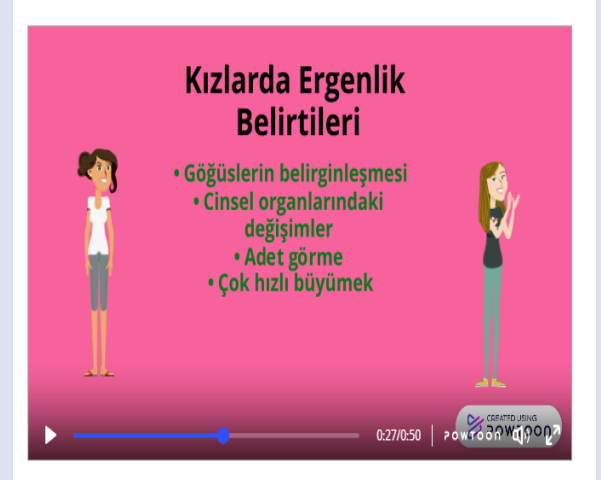 Kızlarda Ergenlik
Belirtileri
• Göğüslerin belirginleşmesi
• Cinsel organlarındaki
değişimler
• Adet görme
• Çok hızlı büyümek
CREATED USING
POWTOON
0:27/0:50
POWTOON